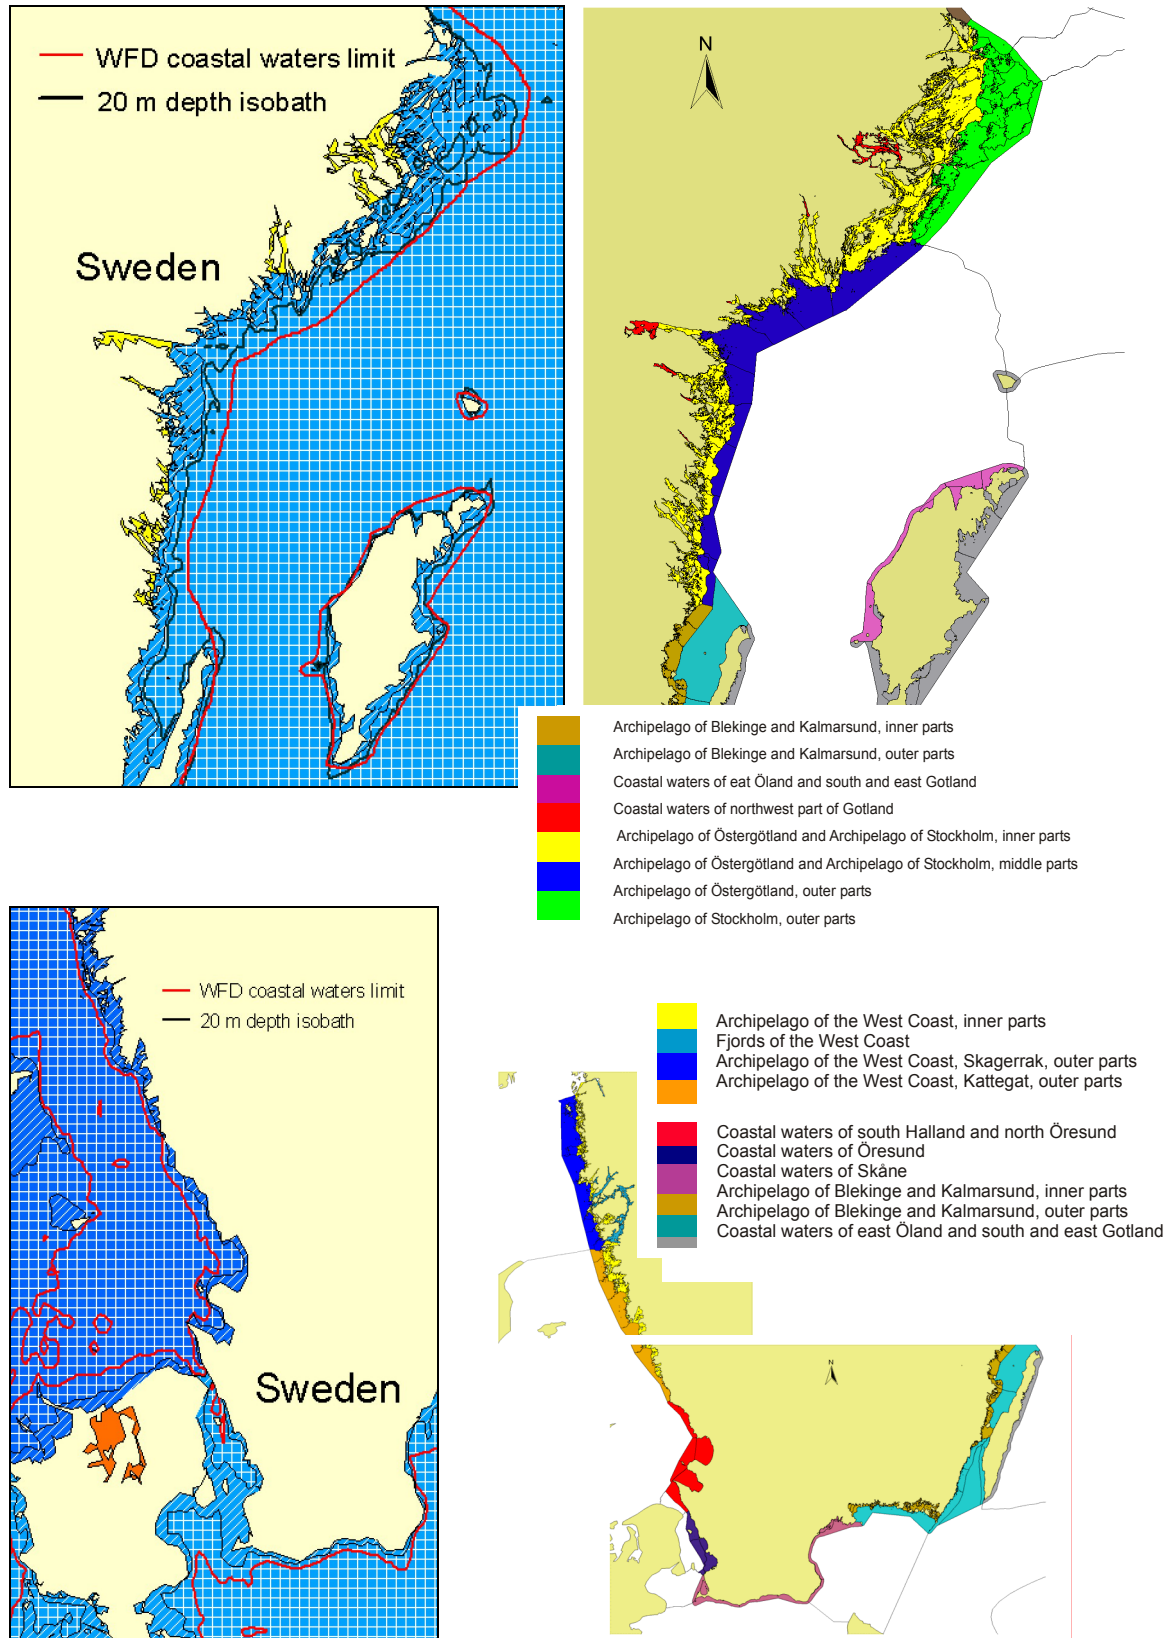 WFD coastal waters limit
20 m depth isobath
Sweden
N
Archipelago of Blekinge and Kalmarsund, inner parts
Archipelago of Blekinge and Kalmarsund, outer parts
Coastal waters of eat Öland and south and east Gotland
Coastal waters of northwest part of Gotland
Archipelago of Östergötland and Archipelago of Stockholm, inner parts
Archipelago of Östergötland and Archipelago of Stockholm, middle parts
Archipelago of Östergötland, outer parts
Archipelago of Stockholm, outer parts
WFD coastal waters limit
20 m depth isobath
Sweden
Archipelago of the West Coast, inner parts
Fjords of the West Coast
Archipelago of the West Coast, Skagerrak, outer parts
Archipelago of the West Coast, Kattegat, outer parts
Coastal waters of south Halland and north Öresund
Coastal waters of Öresund
Coastal waters of Skåne
Archipelago of Blekinge and Kalmarsund, inner parts
Archipelago of Blekinge and Kalmarsund, outer parts
Coastal waters of east Öland and south and east Gotland
N